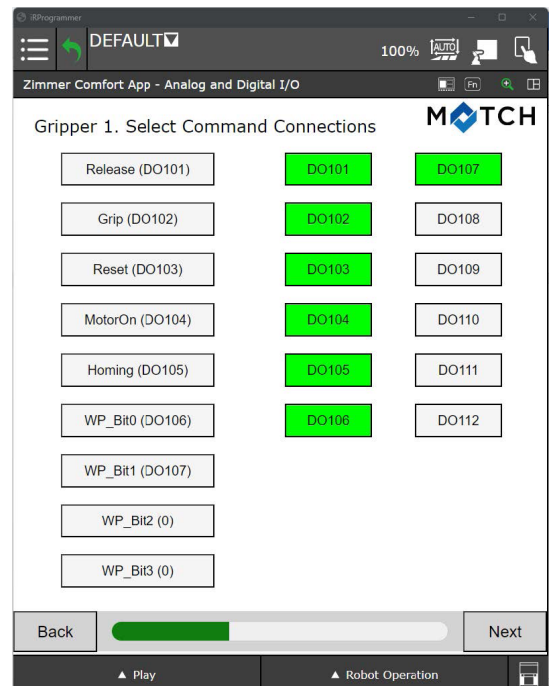 iRProgrammer
DEFAULT
100% AUTO
Zimmer Comfort App - Analog and Digital I/O Fn
MATCH
Gripper 1. Select Command Connections
Release (DO101) DO101 DO107
Grip (DO102) DO102 DO108
Reset (DO103) DO103 DO109
MotorOn (DO104) DO104 DO110
Homing (DO105) DO105 DO111
WP_Bit0 (DO106) DO106 DO112
WP_Bit1 (DO107)
WP_Bit2 (0)
WP_Bit3 (0)
Back Next
▲ Play ▲ Robot Operation